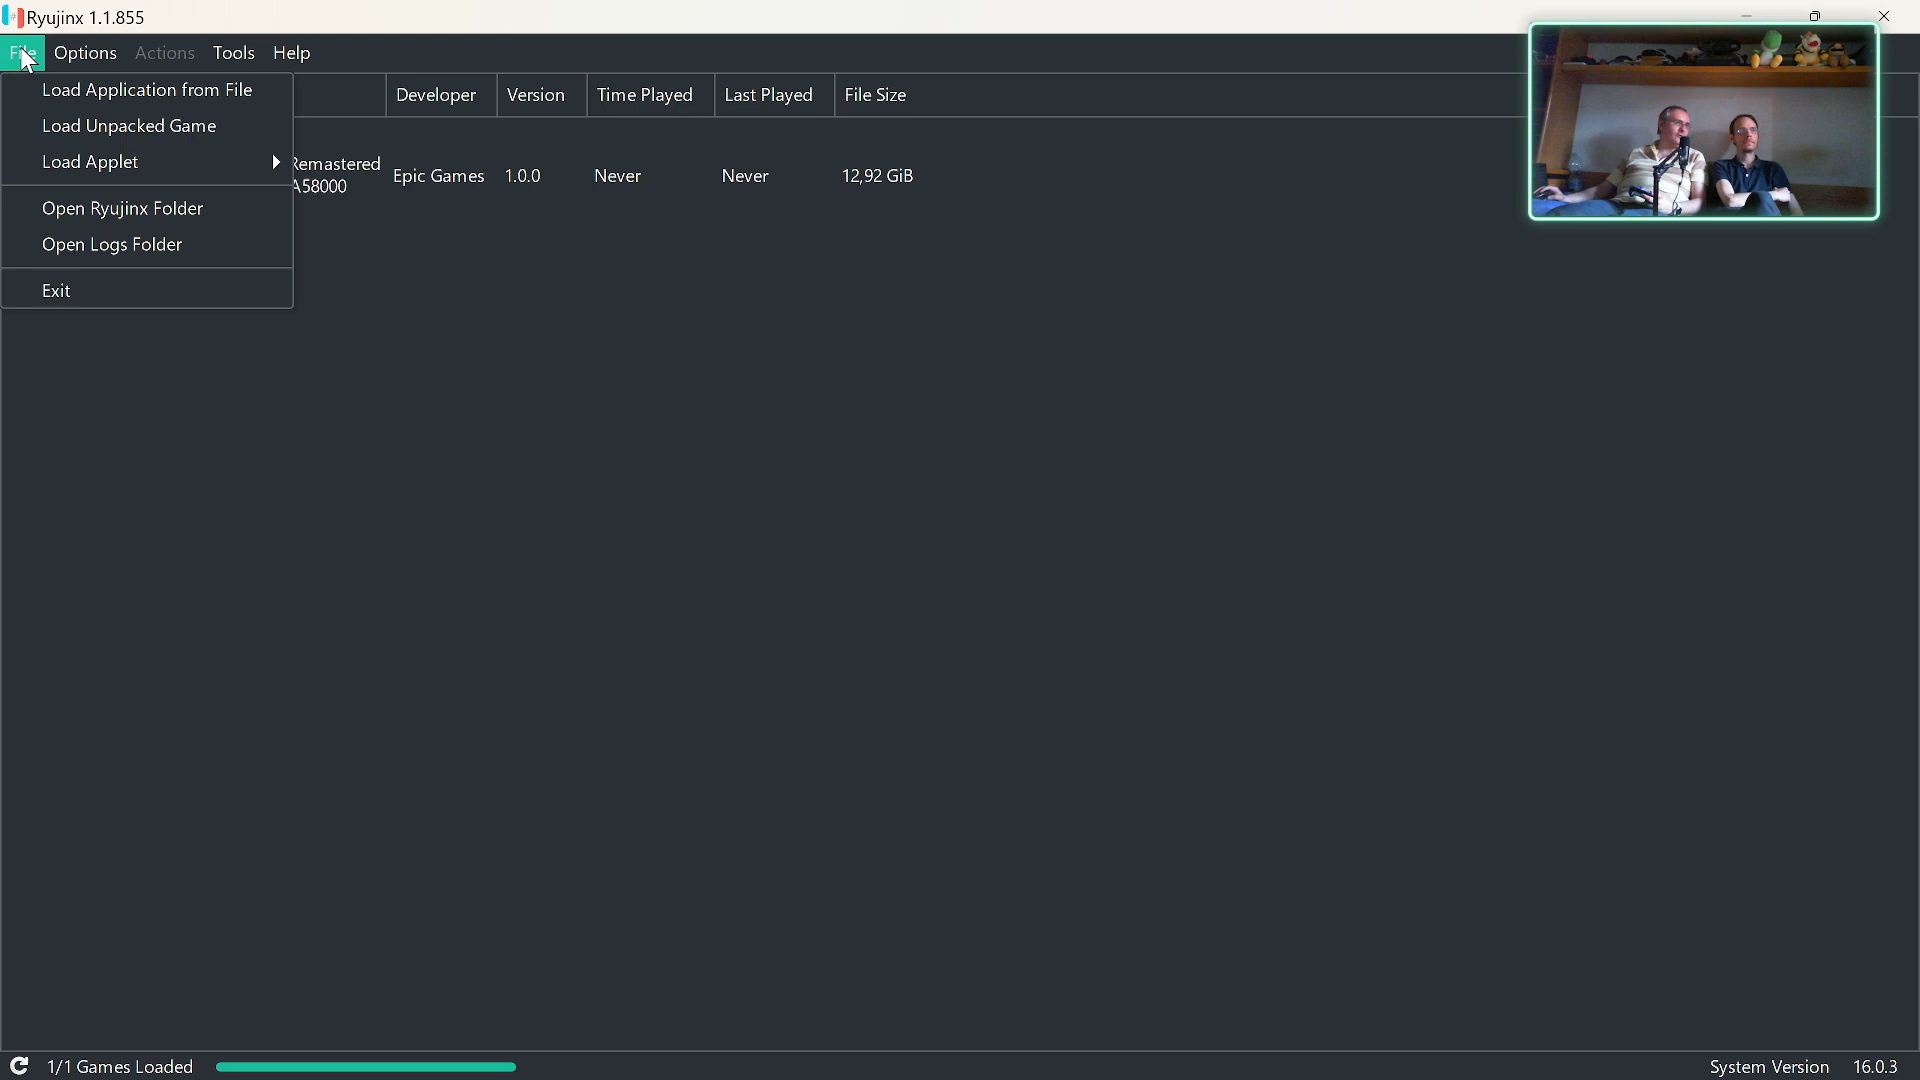 Ryujinx 1.1.855
File Options Actions Tools Help
Load Application from File
Load Unpacked Game
Load Applet
Open Ryujinx Folder
Open Logs Folder
Exit
Developer Version Time Played Last Played File Size
Remastered
A58000
Epic Games 1.0.0 Never Never 12,92 GiB
1/1 Games Loaded
System Version 16.0.3